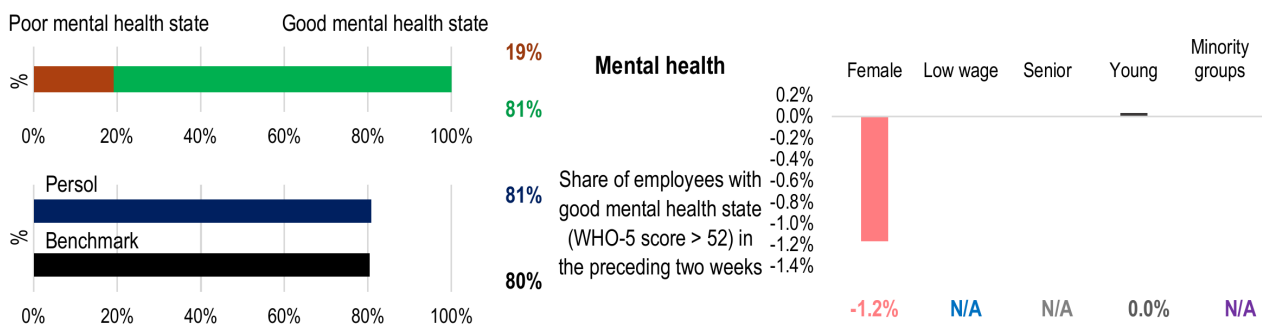 Poor mental health state
Good mental health state
%
0%
20%
40%
60%
80%
100%
19%
81%
Persol
Benchmark
%
0%
20%
40%
60%
80%
100%
81%
80%
Mental health
Share of employees with
good mental health state
(WHO-5 score > 52) in
the preceding two weeks
Female
Low wage
Senior
Young
Minority
groups
0.2%
0.0%
-0.2%
-0.4%
-0.6%
-0.8%
-1.0%
-1.2%
-1.4%
-1.2%
N/A
N/A
0.0%
N/A